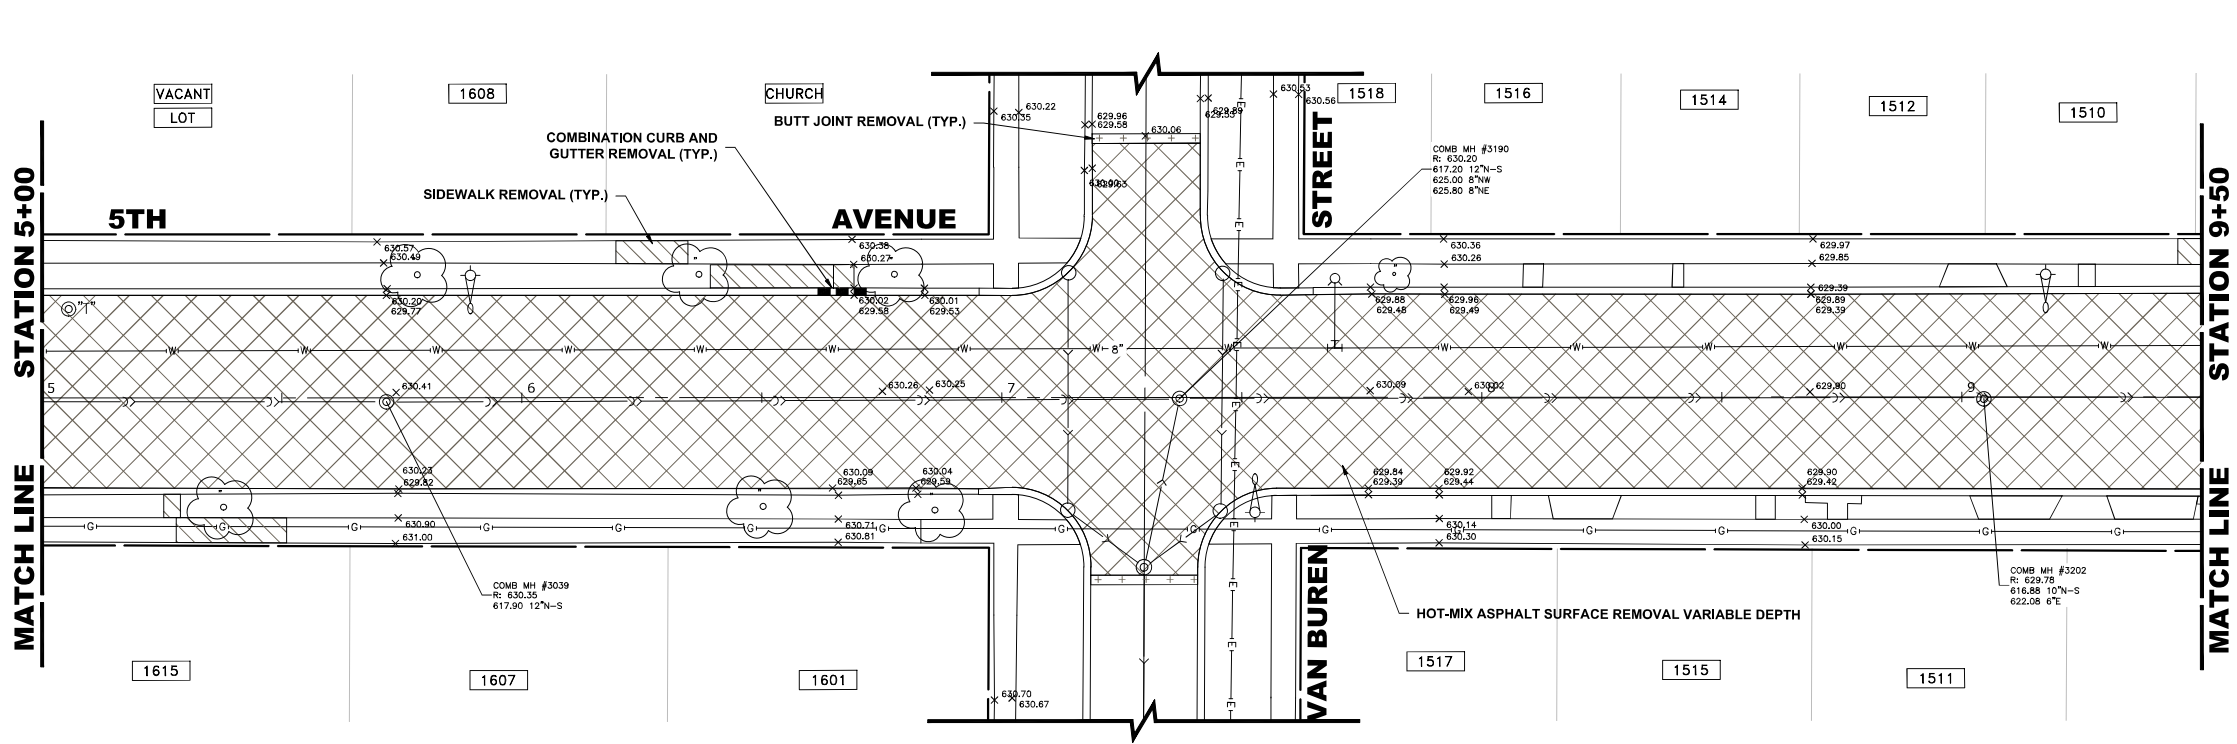 VACANT
LOT
1608
CHURCH
1518
1516
1514
1512
1510
BUTT JOINT REMOVAL (TYP.)
COMBINATION CURB AND
GUTTER REMOVAL (TYP.)
SIDEWALK REMOVAL (TYP.)
5TH
AVENUE
STREET
VAN BUREN
STATION 5+00
MATCH LINE
STATION 9+50
MATCH LINE
COMB MH #3190
R: 630.20
617.20 12"N-S
625.00 8"NW
625.80 8"NE
630.22
630.35
629.96
629.58
630.06
630.53
630.56
630.57
630.49
630.38
630.27
630.20
629.77
630.02
629.58
630.01
629.53
630.36
630.26
629.97
629.85
629.88
629.48
629.96
629.49
629.39
629.89
629.39
"T"
W W W W W W W W 8" W W W W W W
5 6 7 8 9
630.41
630.26
630.25
630.09
630.02
629.90
630.23
629.82
630.09
629.65
630.04
629.59
629.84
629.39
629.92
629.44
629.90
629.42
G G G G G G G G G G G G G G G G
630.90
631.00
630.71
630.81
630.14
630.30
630.00
630.15
COMB MH #3039
R: 630.35
617.90 12"N-S
COMB MH #3202
R: 629.78
616.88 10"N-S
622.08 6"E
HOT-MIX ASPHALT SURFACE REMOVAL VARIABLE DEPTH
1615
1607
1601
1517
1515
1511
630.70
630.67